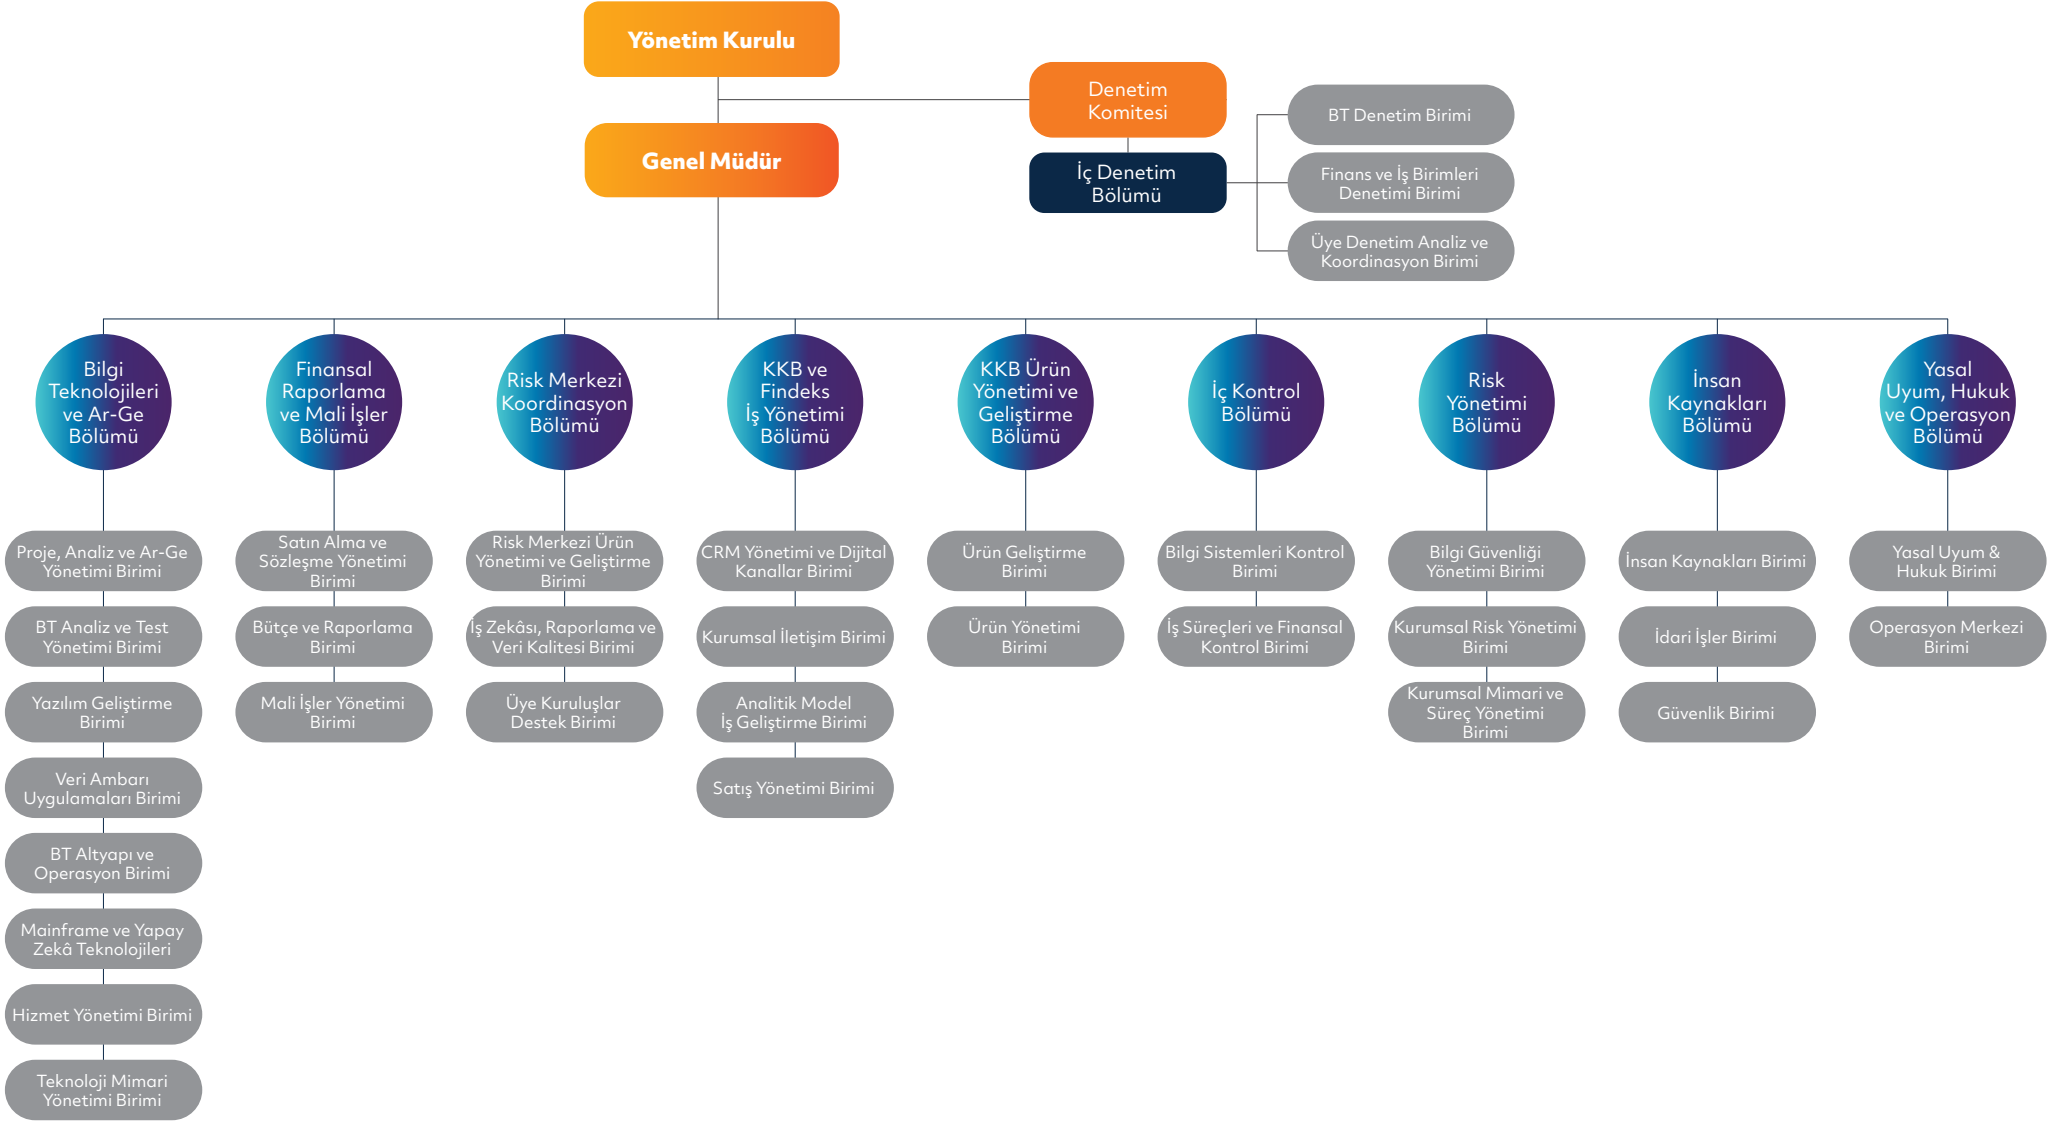 Yönetim Kurulu
Denetim
Komitesi
Genel Müdür
İç Denetim
Bölümü
BT Denetim Birimi
Finans ve İş Birimleri
Denetimi Birimi
Üye Denetim Analiz ve
Koordinasyon Birimi
Bilgi
Teknolojileri
ve Ar-Ge
Bölümü
Proje, Analiz ve Ar-Ge
Yönetimi Birimi
BT Analiz ve Test
Yönetimi Birimi
Yazılım Geliştirme
Birimi
Veri Ambarı
Uygulamaları Birimi
BT Altyapı ve
Operasyon Birimi
Mainframe ve Yapay
Zekâ Teknolojileri
Hizmet Yönetimi Birimi
Teknoloji Mimari
Yönetimi Birimi
Finansal
Raporlama
ve Mali İşler
Bölümü
Satın Alma ve
Sözleşme Yönetimi
Birimi
Bütçe ve Raporlama
Birimi
Mali İşler Yönetimi
Birimi
Risk Merkezi
Koordinasyon
Bölümü
Risk Merkezi Ürün
Yönetimi ve Geliştirme
Birimi
İş Zekâsı, Raporlama ve
Veri Kalitesi Birimi
Üye Kuruluşlar
Destek Birimi
KKB ve
Findeks
İş Yönetimi
Bölümü
CRM Yönetimi ve Dijital
Kanallar Birimi
Kurumsal İletişim Birimi
Analitik Model
İş Geliştirme Birimi
Satış Yönetimi Birimi
KKB Ürün
Yönetimi ve
Geliştirme
Bölümü
Ürün Geliştirme
Birimi
Ürün Yönetimi
Birimi
İç Kontrol
Bölümü
Bilgi Sistemleri Kontrol
Birimi
İş Süreçleri ve Finansal
Kontrol Birimi
Risk
Yönetimi
Bölümü
Bilgi Güvenliği
Yönetimi Birimi
Kurumsal Risk Yönetimi
Birimi
Kurumsal Mimari ve
Süreç Yönetimi
Birimi
İnsan
Kaynakları
Bölümü
İnsan Kaynakları Birimi
İdari İşler Birimi
Güvenlik Birimi
Yasal
Uyum, Hukuk
ve Operasyon
Bölümü
Yasal Uyum &
Hukuk Birimi
Operasyon Merkezi
Birimi